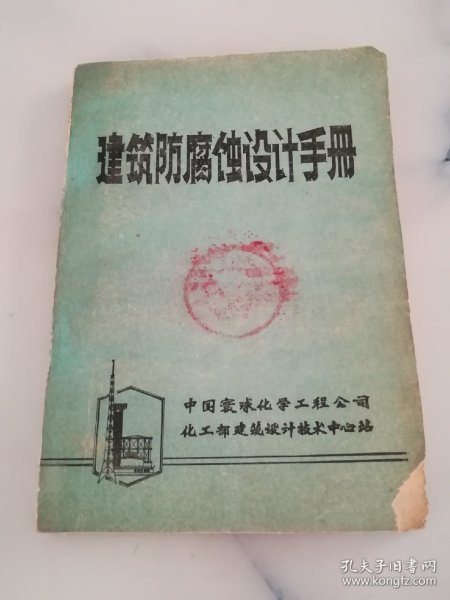 建筑防腐蚀设计手册
中国寰球化学工程公司
化工部建筑设计技术中心站
孔夫子旧书网
www.kongfz.com